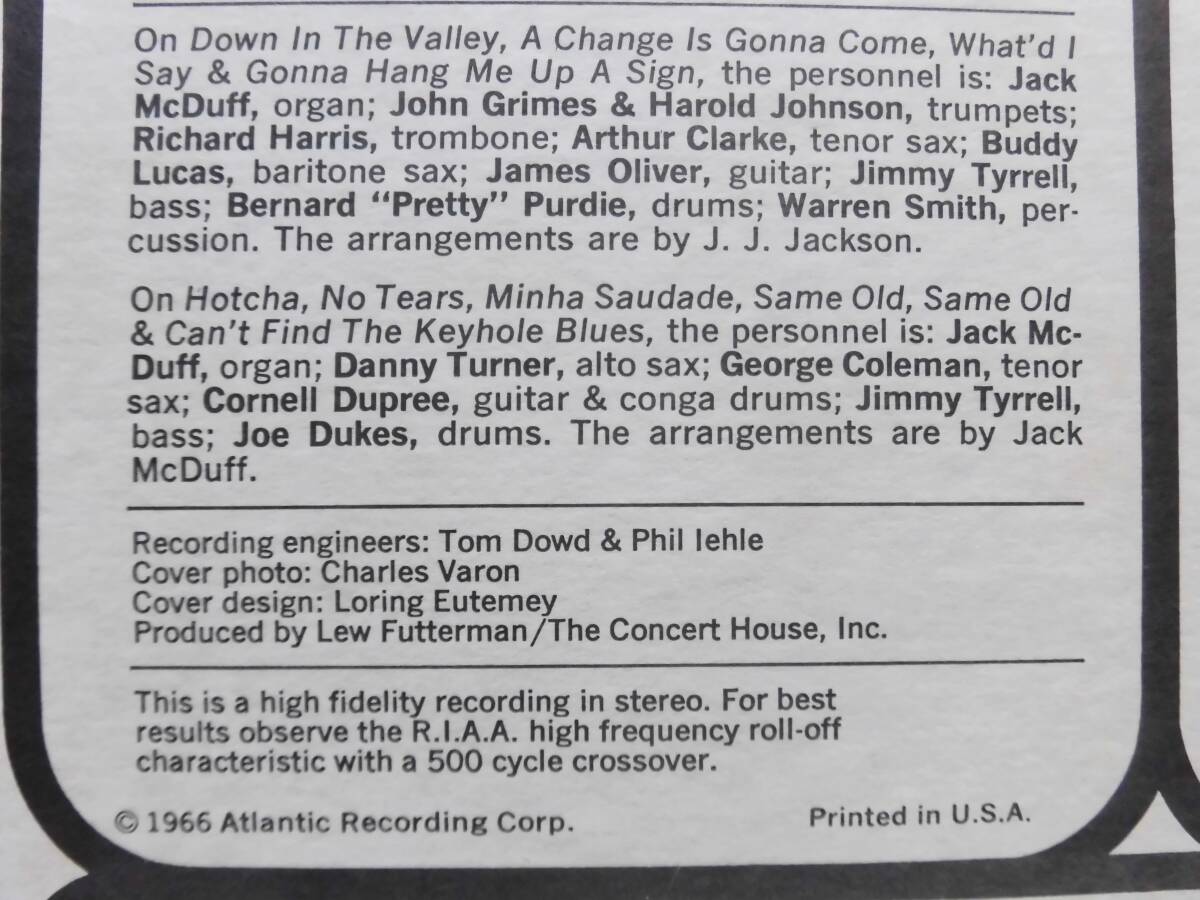 On Down In The Valley, A Change Is Gonna Come, What'd I
Say & Gonna Hang Me Up A Sign, the personnel is: Jack
McDuff, organ; John Grimes & Harold Johnson, trumpets;
Richard Harris, trombone; Arthur Clarke, tenor sax; Buddy
Lucas, baritone sax; James Oliver, guitar; Jimmy Tyrrell,
bass; Bernard “Pretty” Purdie, drums; Warren Smith, per-
cussion. The arrangements are by J. J. Jackson.
On Hotcha, No Tears, Minha Saudade, Same Old, Same Old
& Can't Find The Keyhole Blues, the personnel is: Jack Mc-
Duff, organ; Danny Turner, alto sax; George Coleman, tenor
sax; Cornell Dupree, guitar & conga drums; Jimmy Tyrrell,
bass; Joe Dukes, drums. The arrangements are by Jack
McDuff.
Recording engineers: Tom Dowd & Phil Iehle
Cover photo: Charles Varon
Cover design: Loring Eutemey
Produced by Lew Futterman/The Concert House, Inc.
This is a high fidelity recording in stereo. For best
results observe the R.I.A.A. high frequency roll-off
characteristic with a 500 cycle crossover.
© 1966 Atlantic Recording Corp. Printed in U.S.A.